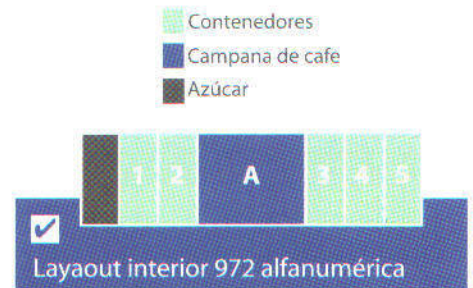 Contenedores
Campana de cafe
Azúcar
1 2 A 3 4 5
Layaout interior 972 alfanumérica